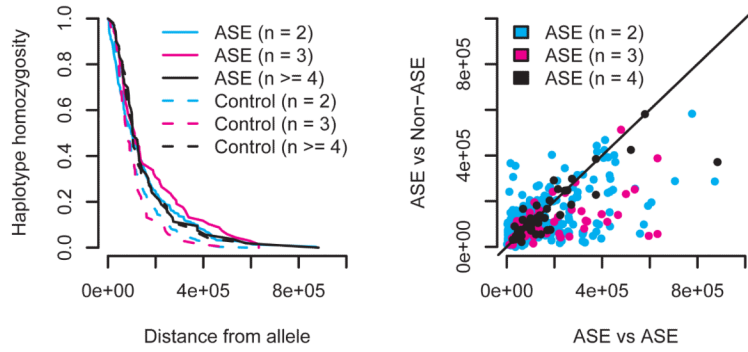 Haplotype homozygosity
1.0
0.8
0.6
0.4
0.2
0.0
ASE (n = 2)
ASE (n = 3)
ASE (n >= 4)
Control (n = 2)
Control (n = 3)
Control (n >= 4)
0e+00 4e+05 8e+05
Distance from allele
ASE vs Non−ASE
8e+05
4e+05
0e+00
ASE (n = 2)
ASE (n = 3)
ASE (n = 4)
0e+00 4e+05 8e+05
ASE vs ASE